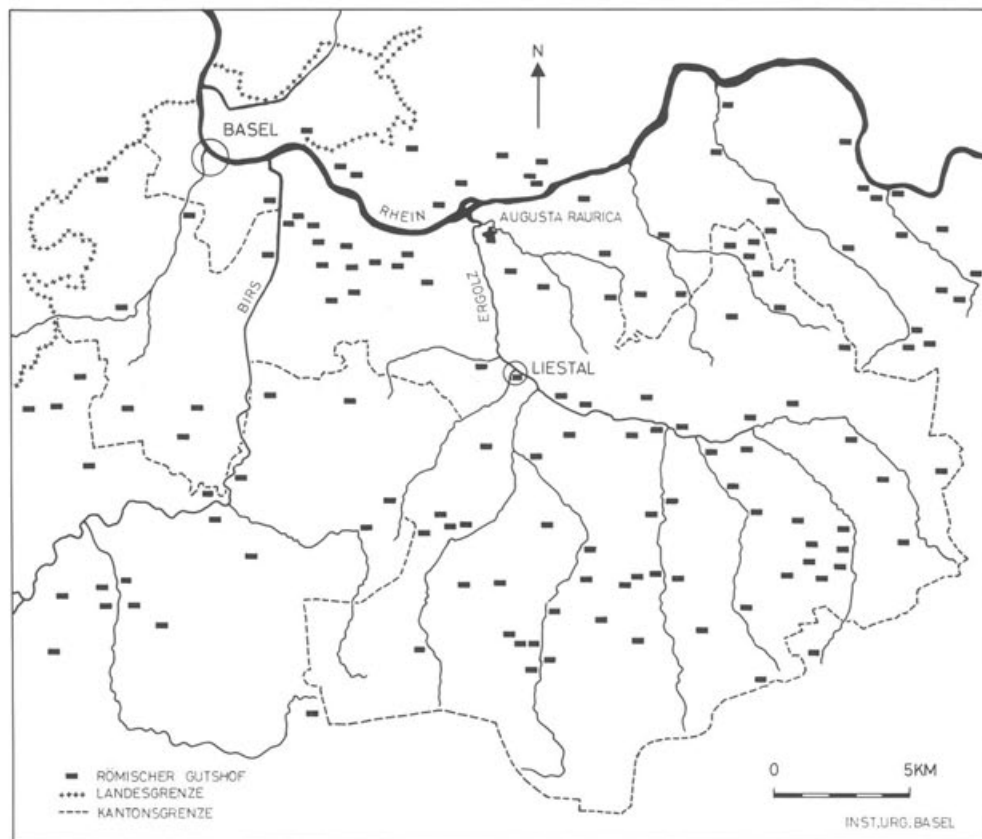 N
BASEL
RHEIN
AUGUSTA RAURICA
BIRS
ERGOLZ
LIESTAL
RÖMISCHER GUTSHOF
LANDESGRENZE
KANTONSGRENZE
0 5KM
INST.URG.BASEL